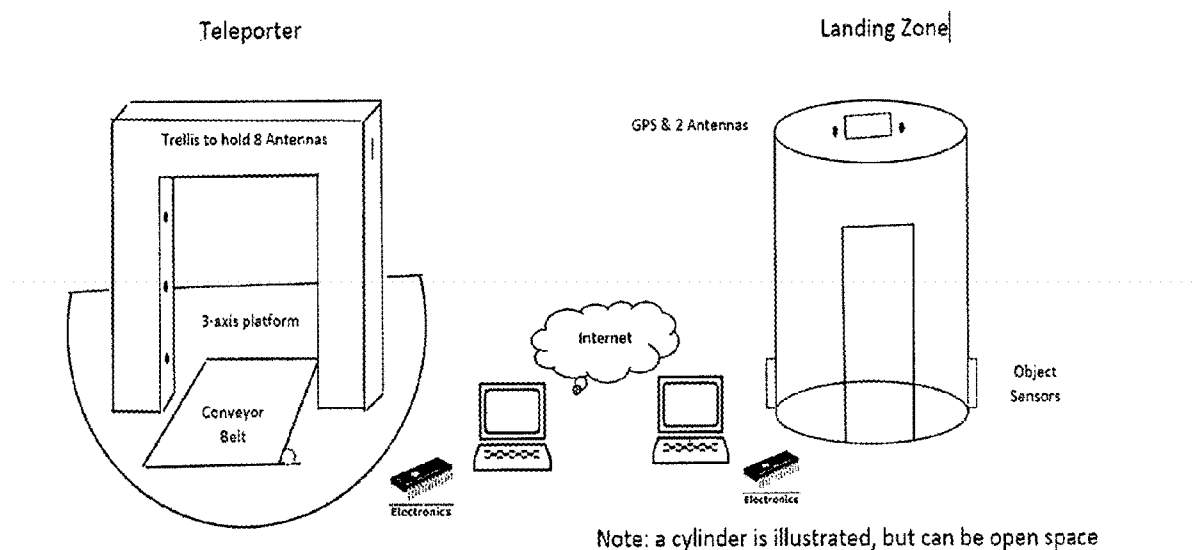 Teleporter
Landing Zone
Trellis to hold 8 Antennas
GPS & 2 Antennas
3-axis platform
Internet
Conveyor
Belt
Object
Sensors
Electronics
Electronics
Note: a cylinder is illustrated, but can be open space